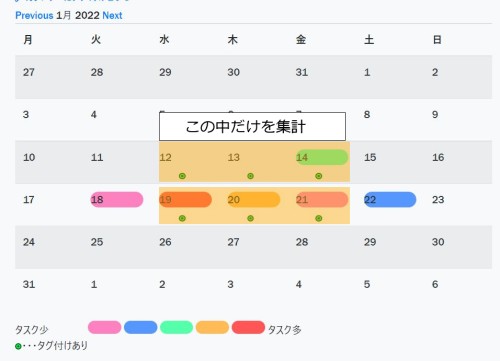 Previous 1月 2022 Next
月 火 水 木 金 土 日
27 28 29 30 31 1 2
3 4 8 9
この中だけを集計
10 11 12 13 14 15 16
17 18 19 20 21 22 23
24 25 26 27 28 29 30
31 1 2 3 4 5 6
タスク少 タスク多
・・・タグ付けあり